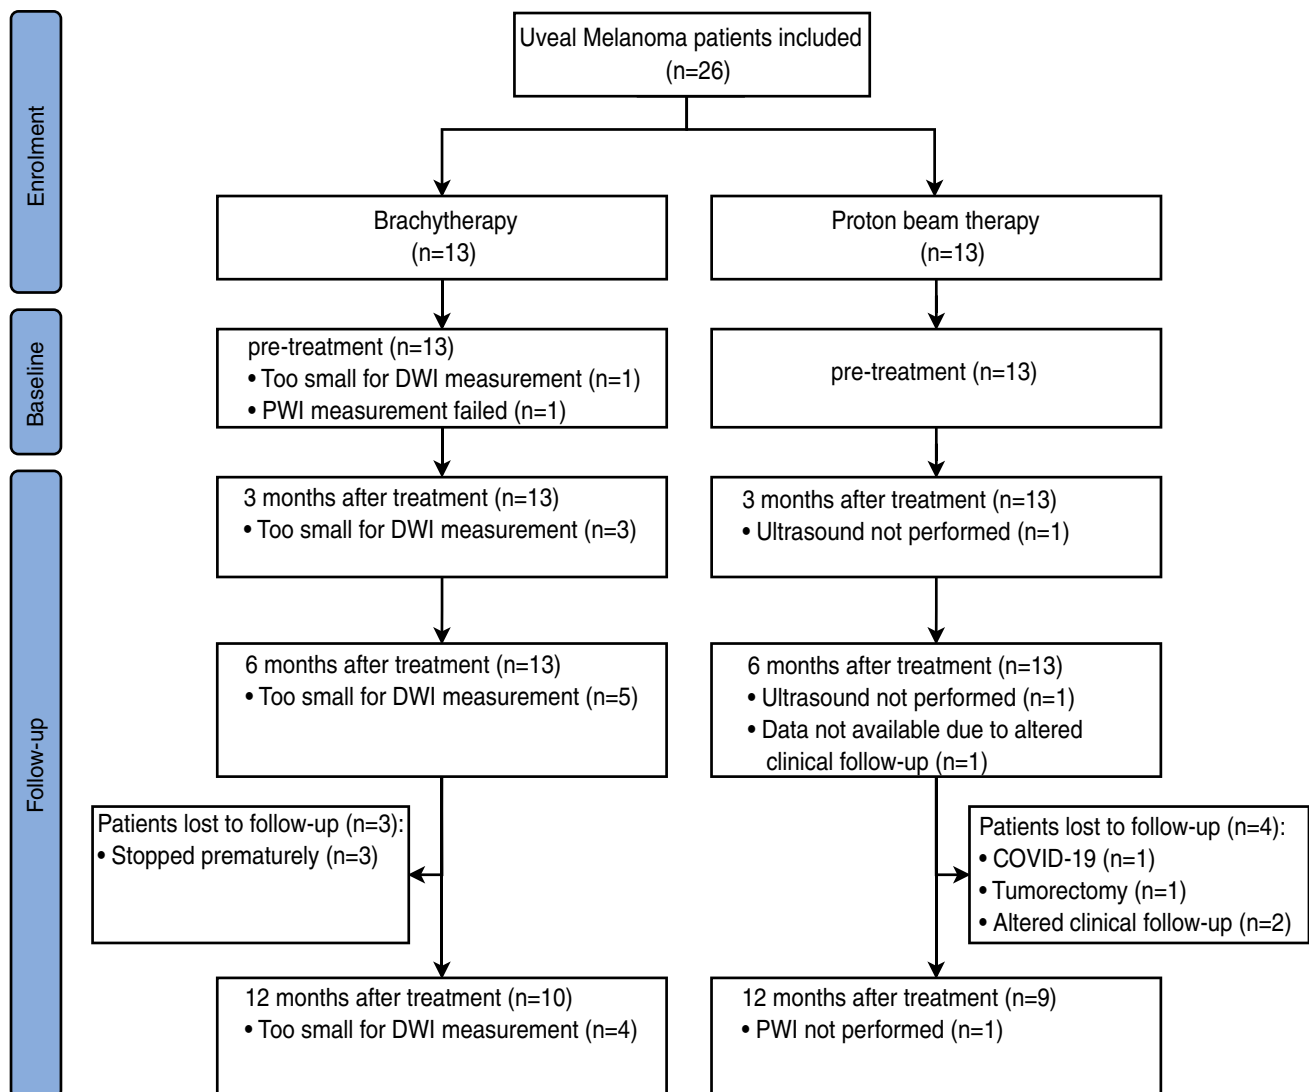 Enrolment
Uveal Melanoma patients included
(n=26)
Brachytherapy
(n=13)
Proton beam therapy
(n=13)
Baseline
pre-treatment (n=13)
• Too small for DWI measurement (n=1)
• PWI measurement failed (n=1)
pre-treatment (n=13)
Follow-up
3 months after treatment (n=13)
• Too small for DWI measurement (n=3)
3 months after treatment (n=13)
• Ultrasound not performed (n=1)
6 months after treatment (n=13)
• Too small for DWI measurement (n=5)
6 months after treatment (n=13)
• Ultrasound not performed (n=1)
• Data not available due to altered
clinical follow-up (n=1)
Patients lost to follow-up (n=3):
• Stopped prematurely (n=3)
Patients lost to follow-up (n=4):
• COVID-19 (n=1)
• Tumorectomy (n=1)
• Altered clinical follow-up (n=2)
12 months after treatment (n=10)
• Too small for DWI measurement (n=4)
12 months after treatment (n=9)
• PWI not performed (n=1)